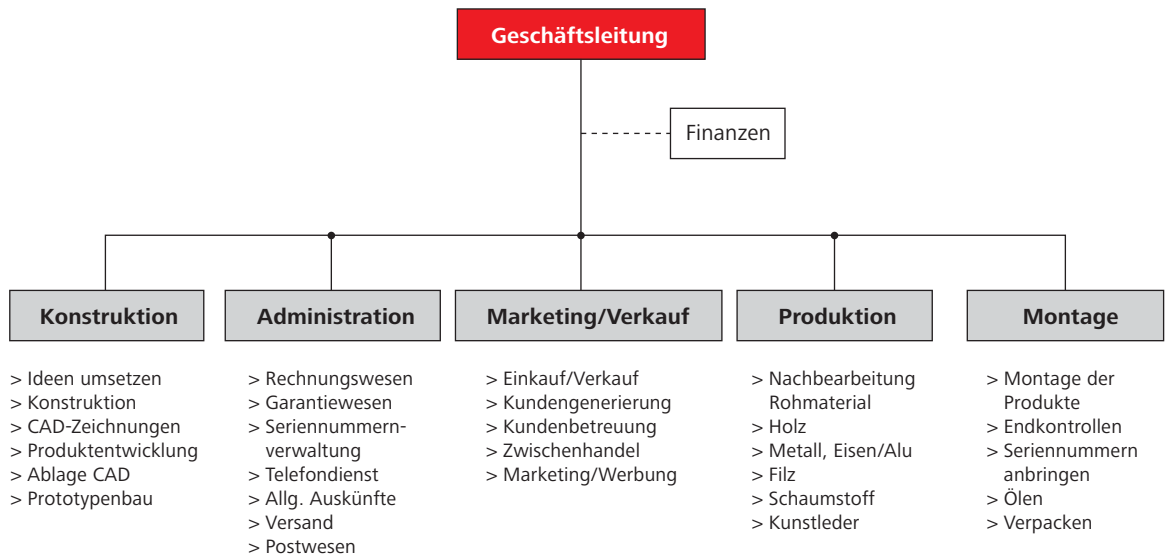 Geschäftsleitung
Finanzen
Konstruktion
> Ideen umsetzen
> Konstruktion
> CAD-Zeichnungen
> Produktentwicklung
> Ablage CAD
> Prototypenbau
Administration
> Rechnungswesen
> Garantiewesen
> Seriennummern-
verwaltung
> Telefondienst
> Allg. Auskünfte
> Versand
> Postwesen
Marketing/Verkauf
> Einkauf/Verkauf
> Kundengenerierung
> Kundenbetreuung
> Zwischenhandel
> Marketing/Werbung
Produktion
> Nachbearbeitung
Rohmaterial
> Holz
> Metall, Eisen/Alu
> Filz
> Schaumstoff
> Kunstleder
Montage
> Montage der
Produkte
> Endkontrollen
> Seriennummern
anbringen
> Ölen
> Verpacken